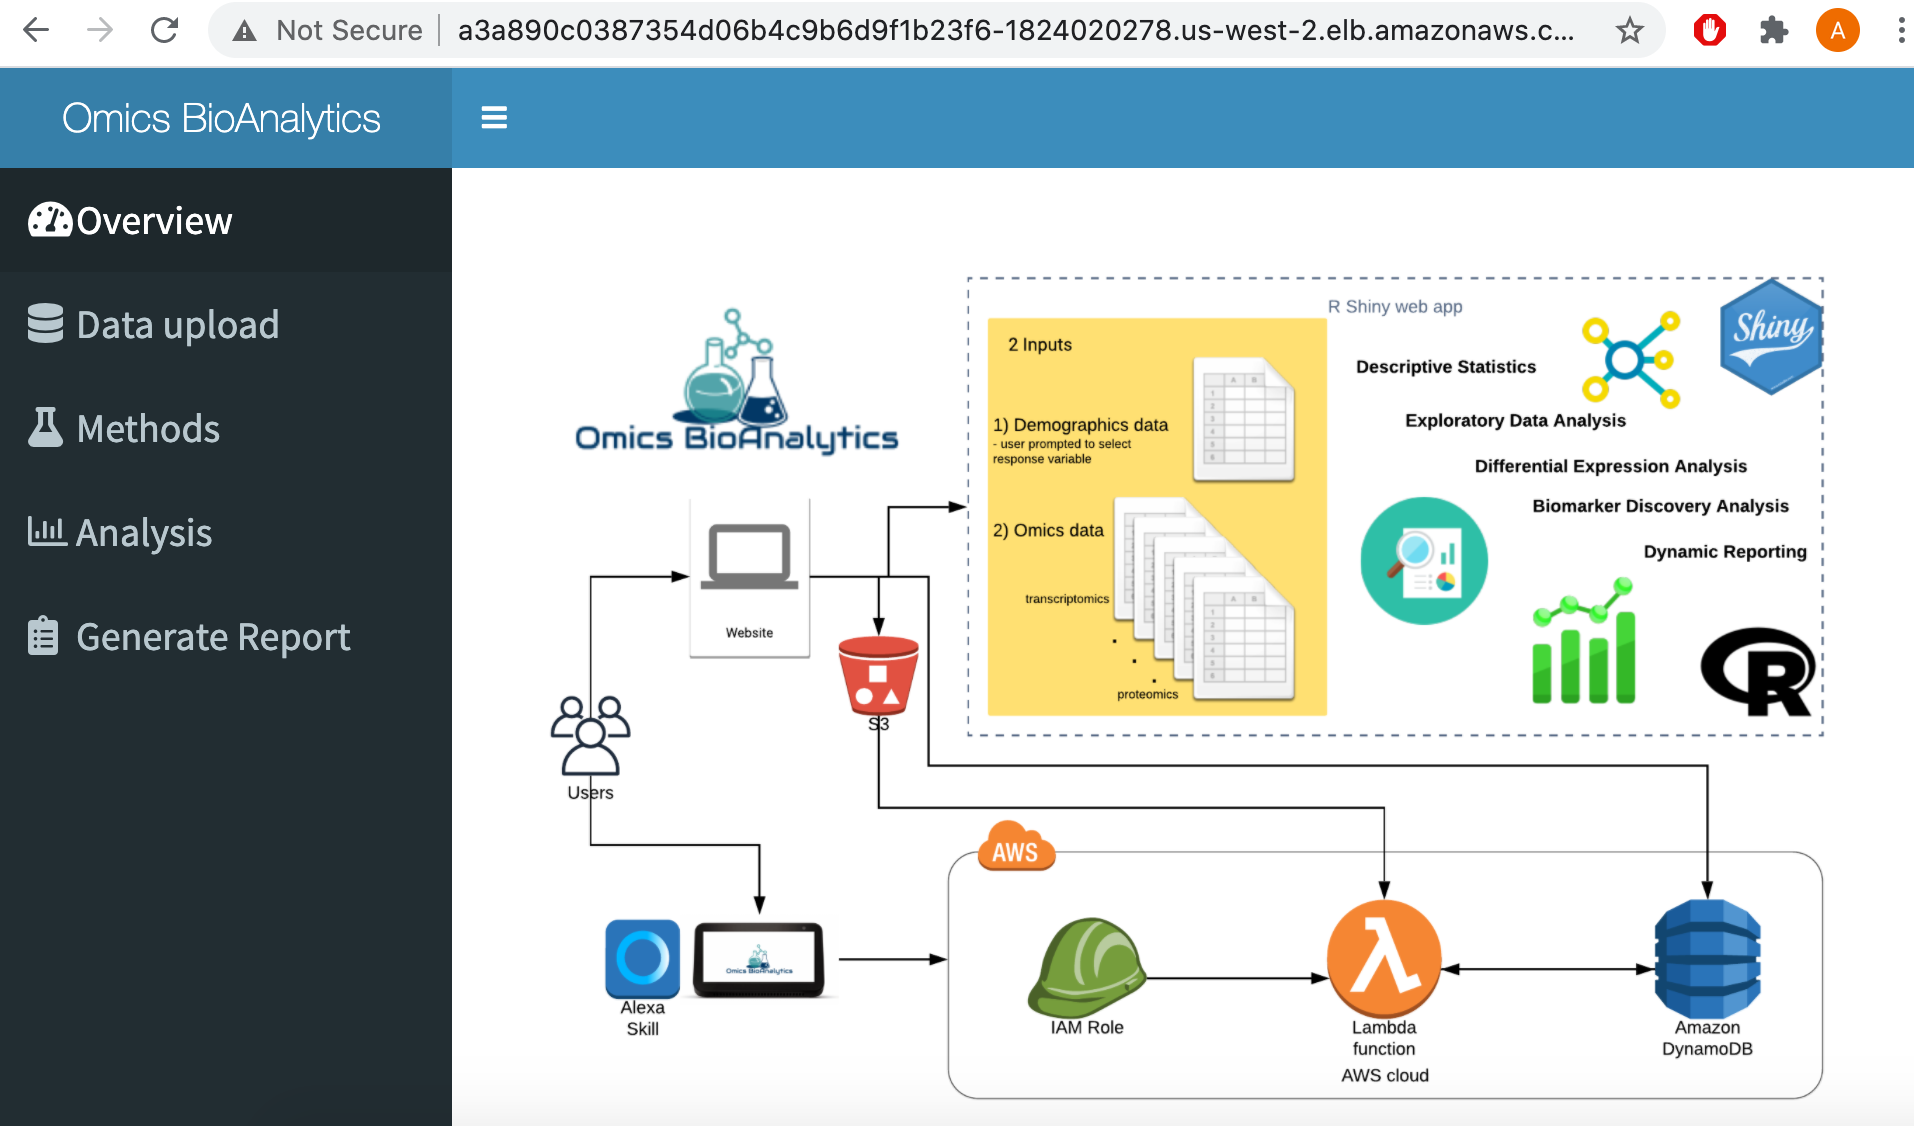 Not Secure
a3a890c0387354d06b4c9b6d9f1b23f6-1824020278.us-west-2.elb.amazonaws.c...
A
Omics BioAnalytics
Overview
Data upload
Methods
Analysis
Generate Report
Omics BioAnalytics
R Shiny web app
Shiny
2 Inputs
1) Demographics data
- user prompted to select
response variable
2) Omics data
transcriptomics
proteomics
Descriptive Statistics
Exploratory Data Analysis
Differential Expression Analysis
Biomarker Discovery Analysis
Dynamic Reporting
R
Website
S3
Users
Alexa
Skill
Omics BioAnalytics
AWS
IAM Role
Lambda
function
AWS cloud
Amazon
DynamoDB